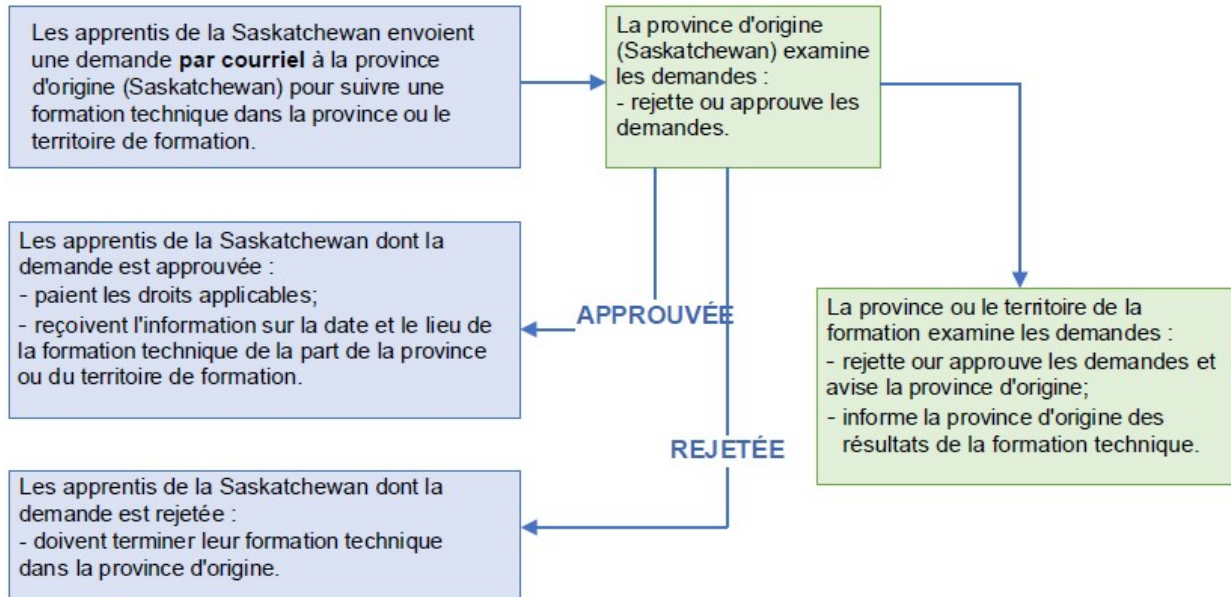 Les apprentis de la Saskatchewan envoient
une demande par courriel à la province
d'origine (Saskatchewan) pour suivre une
formation technique dans la province ou le
territoire de formation.
La province d'origine
(Saskatchewan) examine
les demandes :
- rejette ou approuve les
demandes.
Les apprentis de la Saskatchewan dont la
demande est approuvée :
- paient les droits applicables;
- reçoivent l'information sur la date et le lieu de
la formation technique de la part de la province
ou du territoire de formation.
APPROUVÉE
La province ou le territoire de la
formation examine les demandes :
- rejette our approuve les demandes et
avise la province d'origine;
- informe la province d'origine des
résultats de la formation technique.
REJETÉE
Les apprentis de la Saskatchewan dont la
demande est rejetée :
- doivent terminer leur formation technique
dans la province d'origine.